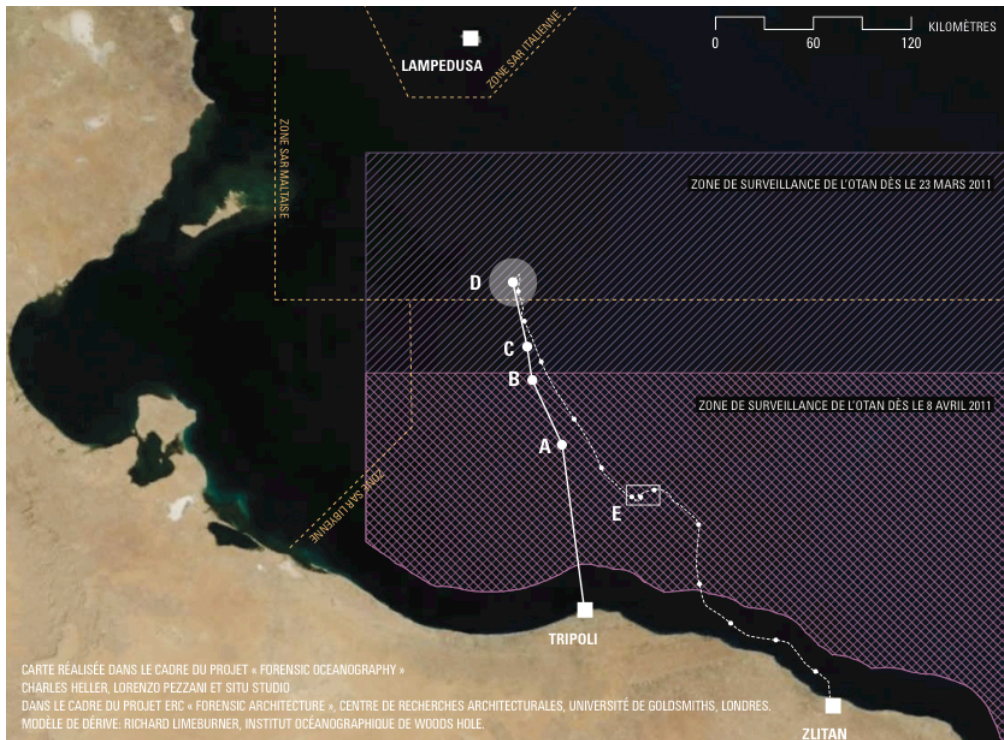 KILOMÈTRES
0 60 120
LAMPEDUSA
ZONE SAR ITALIENNE
ZONE SAR MALTAISE
ZONE DE SURVEILLANCE DE L'OTAN DÈS LE 23 MARS 2011
D
C
B
ZONE DE SURVEILLANCE DE L'OTAN DÈS LE 8 AVRIL 2011
A
ZONE SAR LIBYENNE
E
TRIPOLI
CARTE RÉALISÉE DANS LE CADRE DU PROJET « FORENSIC OCEANOGRAPHY »
CHARLES HELLER, LORENZO PEZZANI ET SITU STUDIO
DANS LE CADRE DU PROJET ERC « FORENSIC ARCHITECTURE », CENTRE DE RECHERCHES ARCHITECTURALES, UNIVERSITÉ DE GOLDSMITHS, LONDRES.
MODÈLE DE DÉRIVE: RICHARD LIMEBURNER, INSTITUT OCÉANOGRAPHIQUE DE WOODS HOLE.
ZLITAN